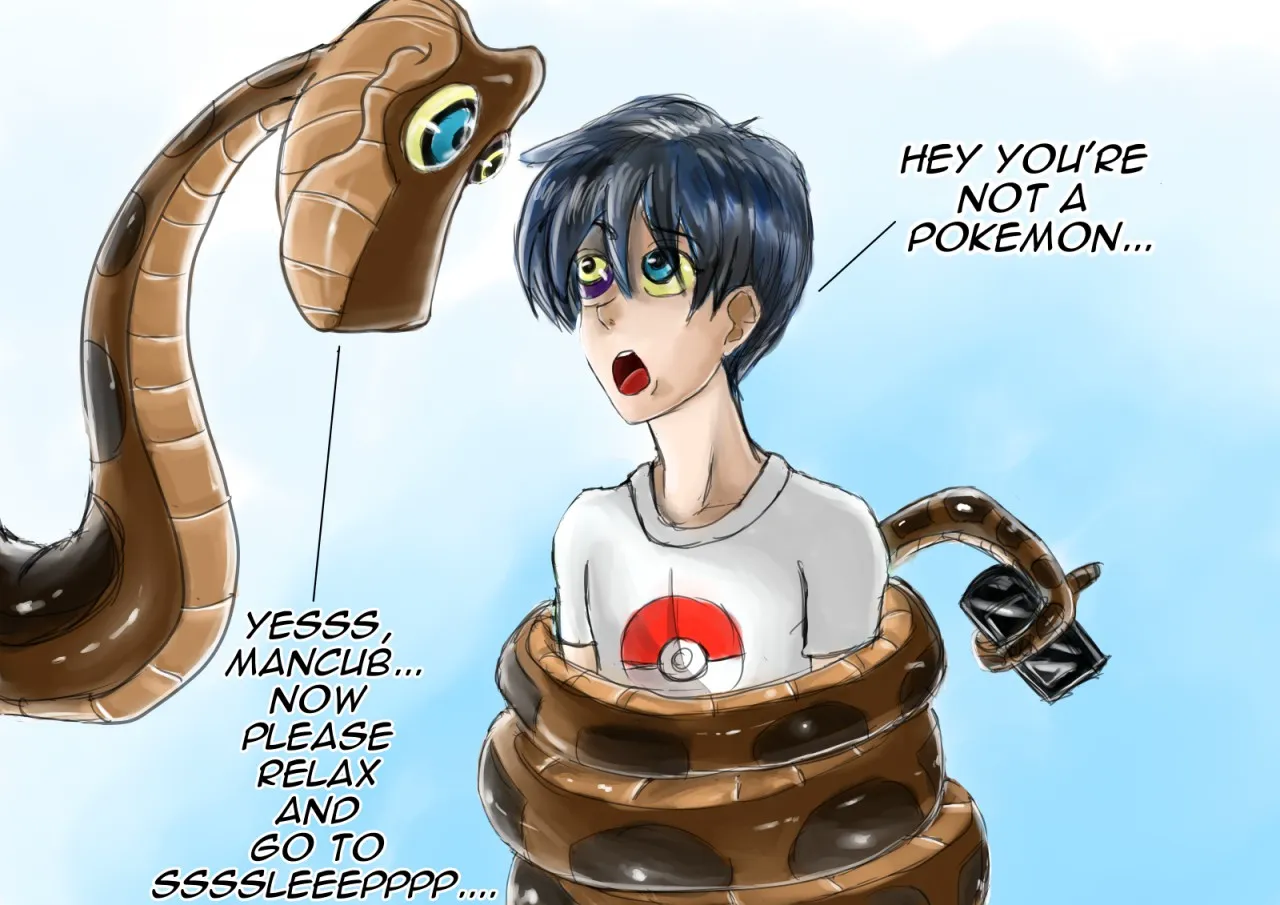 HEY YOU'RE
NOT A
POKEMON...
YESSS,
MANCUB...
NOW
PLEASE
RELAX
AND
GO TO
SSSSLEEEPPPP....